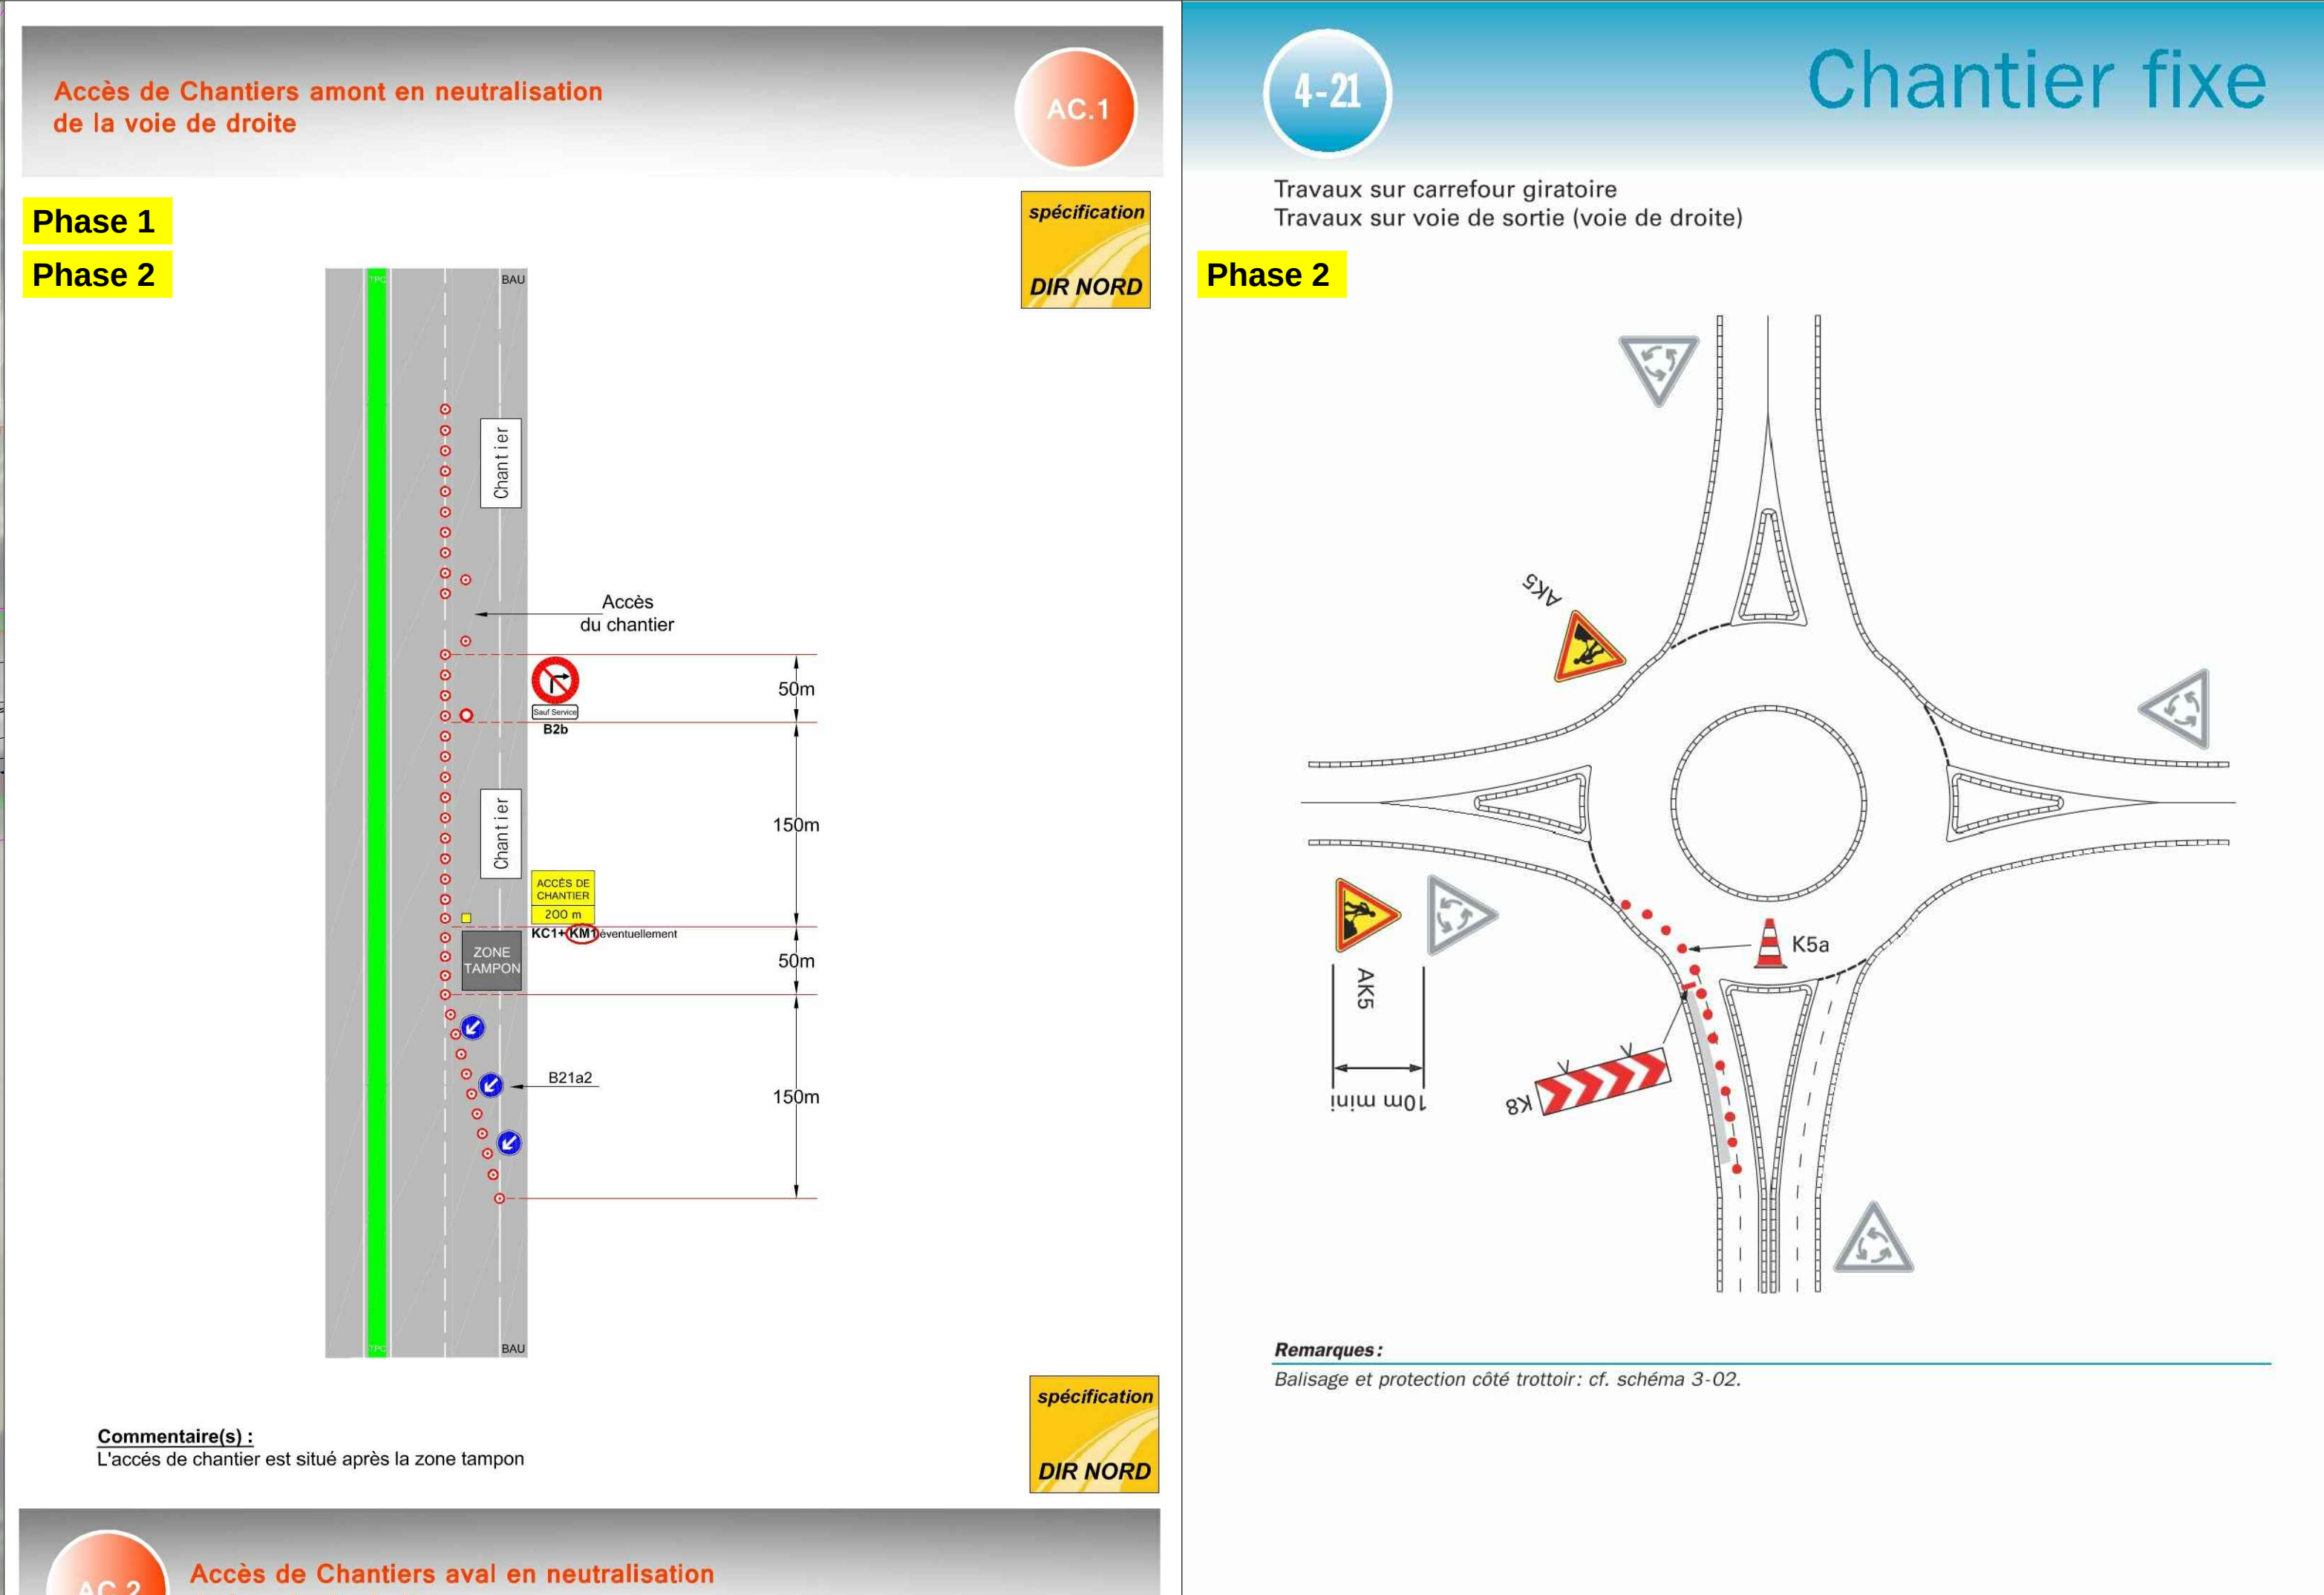 Accès de Chantiers amont en neutralisation
de la voie de droite
AC.1
Phase 1
Phase 2
spécification
DIR NORD
TPC
BAU
Chantier
Accès
du chantier
50m
Sauf Service
B2b
150m
Chantier
ACCÈS DE
CHANTIER
200 m
KC1+KM1éventuellement
ZONE
TAMPON
50m
B21a2
150m
TPC
BAU
Commentaire(s) :
L'accés de chantier est situé après la zone tampon
spécification
DIR NORD
AC.2
Accès de Chantiers aval en neutralisation
4-21
Chantier fixe
Travaux sur carrefour giratoire
Travaux sur voie de sortie (voie de droite)
Phase 2
AK5
K5a
AK5
10m mini
K8
Remarques :
Balisage et protection côté trottoir : cf. schéma 3-02.